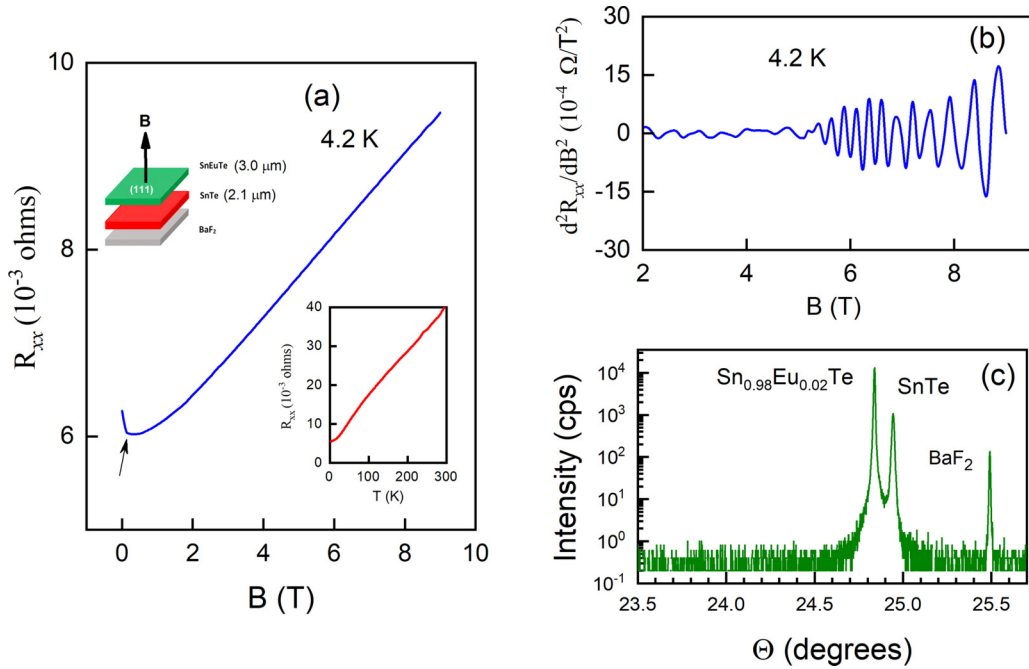 (a)
4.2 K
B
SnEuTe (3.0 μm)
(111)
SnTe (2.1 μm)
BaF2
Rxx (10-3 ohms)
10
8
6
0 2 4 6 8 10
B (T)
Rxx (10-3 ohms)
40
30
20
10
0
0 100 200 300
T (K)
(b)
4.2 K
d2Rxx/dB2 (10-4 Ω/T2)
30
15
0
-15
-30
2 4 6 8
B (T)
(c)
Sn0.98Eu0.02Te
SnTe
BaF2
Intensity (cps)
104
103
102
101
100
10-1
23.5 24.0 24.5 25.0 25.5
Θ (degrees)